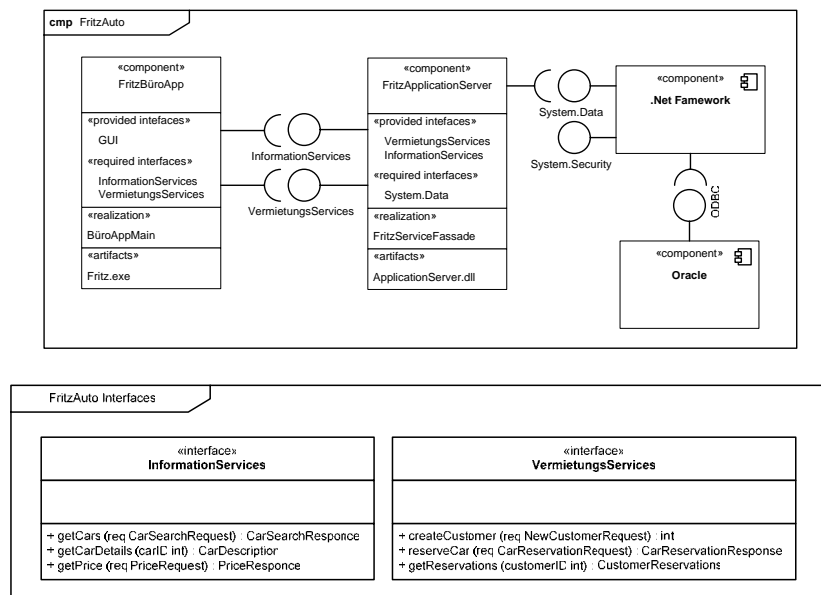 cmp FritzAuto
«component»
FritzBüroApp
«provided intefaces»
GUI
«required interfaces»
InformationServices
VermietungsServices
«realization»
BüroAppMain
«artifacts»
Fritz.exe
InformationServices
VermietungsServices
«component»
FritzApplicationServer
«provided intefaces»
VermietungsServices
InformationServices
«required interfaces»
System.Data
«realization»
FritzServiceFassade
«artifacts»
ApplicationServer.dll
System.Data
System.Security
«component»
.Net Famework
ODBC
«component»
Oracle
FritzAuto Interfaces
«interface»
InformationServices
+ getCars (req CarSearchRequest) : CarSearchResponce
+ getCarDetails (carID int) : CarDescription
+ getPrice (req PriceRequest) : PriceResponce
«interface»
VermietungsServices
+ createCustomer (req NewCustomerRequest) : int
+ reserveCar (req CarReservationRequest) : CarReservationResponse
+ getReservations (customerID int) : CustomerReservations